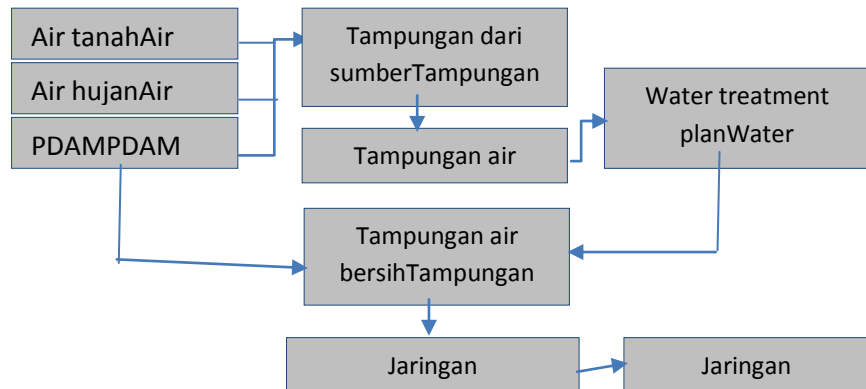 Air tanahAir
Air hujanAir
PDAMPDAM
Tampungan dari
sumberTampungan
Tampungan air
Water treatment
planWater
Tampungan air
bersihTampungan
Jaringan
Jaringan